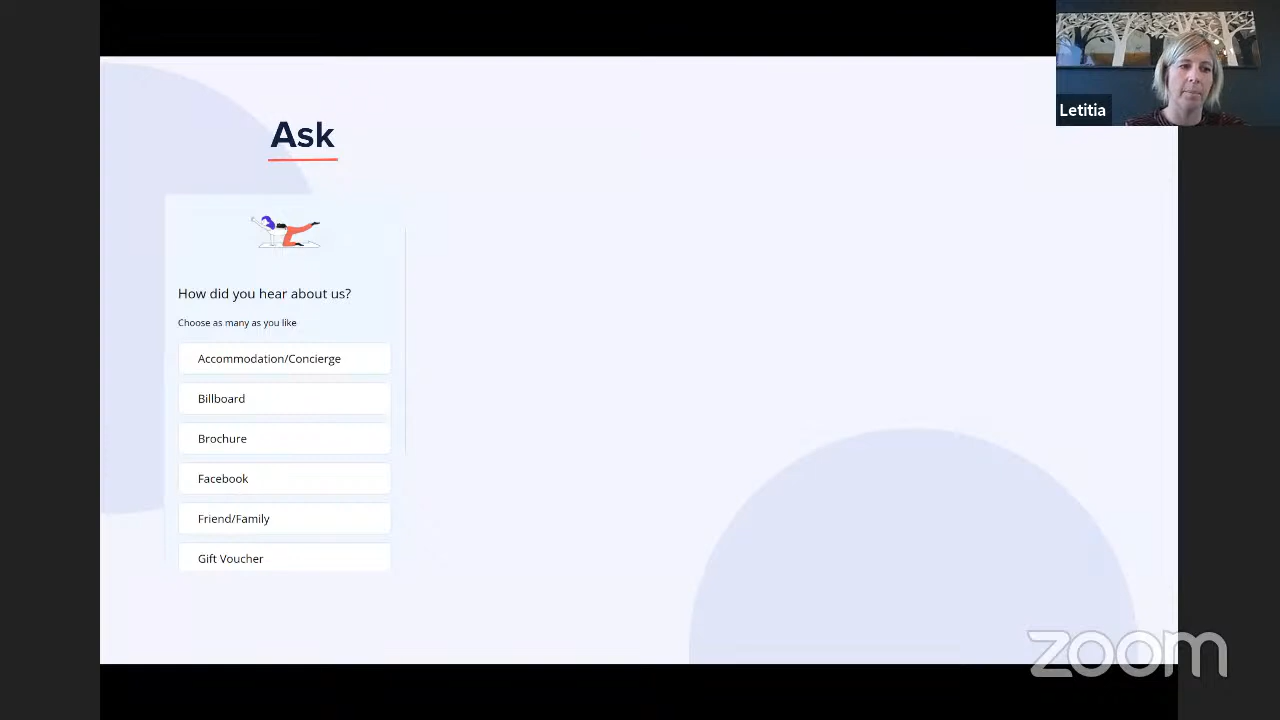 Ask
Letitia
How did you hear about us?
Choose as many as you like
Accommodation/Concierge
Billboard
Brochure
Facebook
Friend/Family
Gift Voucher
zoom